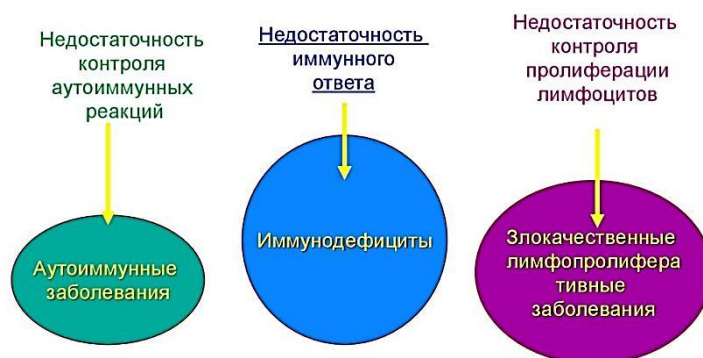 Недостаточность
контроля
аутоиммунных
реакций
Аутоиммунные
заболевания
Недостаточность
иммунного
ответа
Иммунодефициты
Недостаточность
контроля
пролиферации
лимфоцитов
Злокачественные
лимфопролифера
тивные
заболевания